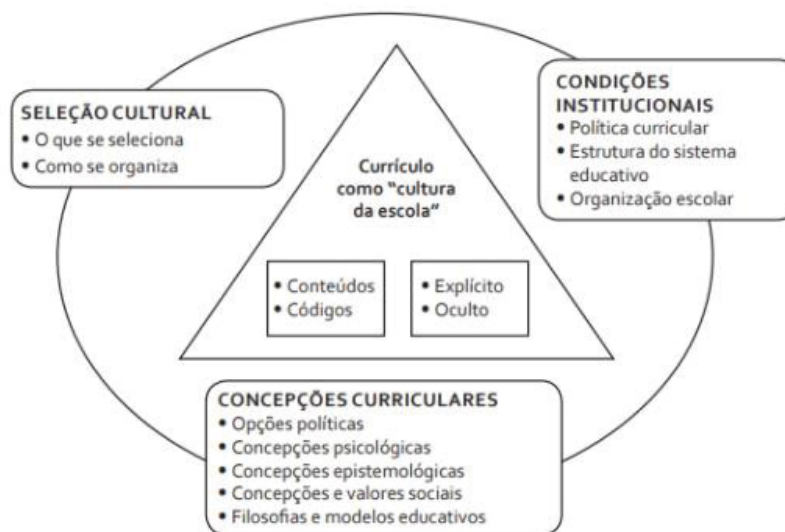 SELEÇÃO CULTURAL
• O que se seleciona
• Como se organiza
CONDIÇÕES
INSTITUCIONAIS
• Política curricular
• Estrutura do sistema
educativo
• Organização escolar
Currículo
como “cultura
da escola”
• Conteúdos
• Códigos
• Explícito
• Oculto
CONCEPÇÕES CURRICULARES
• Opções políticas
• Concepções psicológicas
• Concepções epistemológicas
• Concepções e valores sociais
• Filosofias e modelos educativos